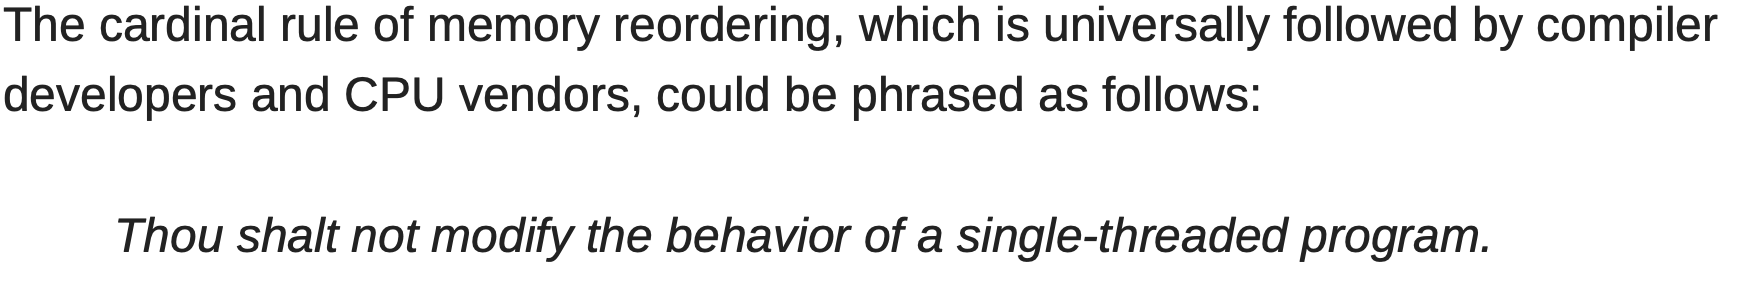 The cardinal rule of memory reordering, which is universally followed by compiler
developers and CPU vendors, could be phrased as follows:
Thou shalt not modify the behavior of a single-threaded program.